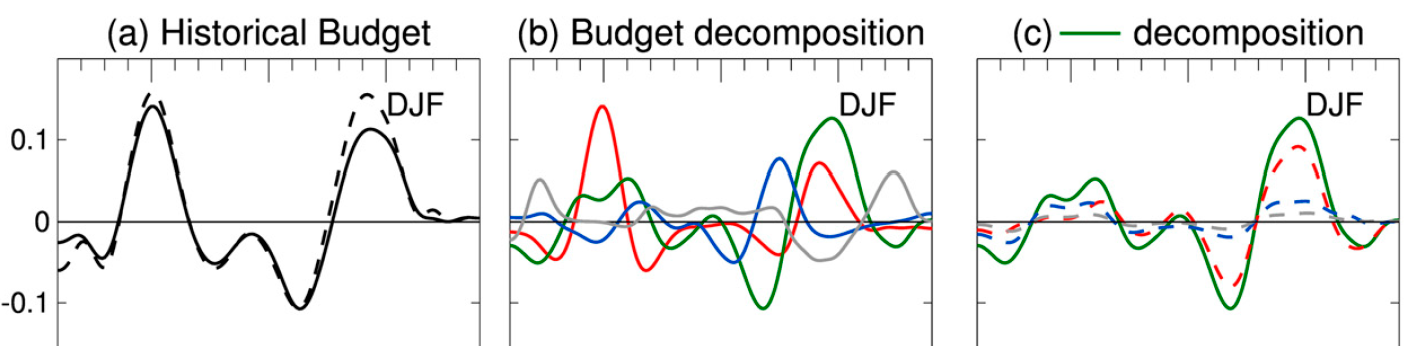 (a) Historical Budget
(b) Budget decomposition
(c) decomposition
DJF
DJF
DJF
0.1
0
-0.1